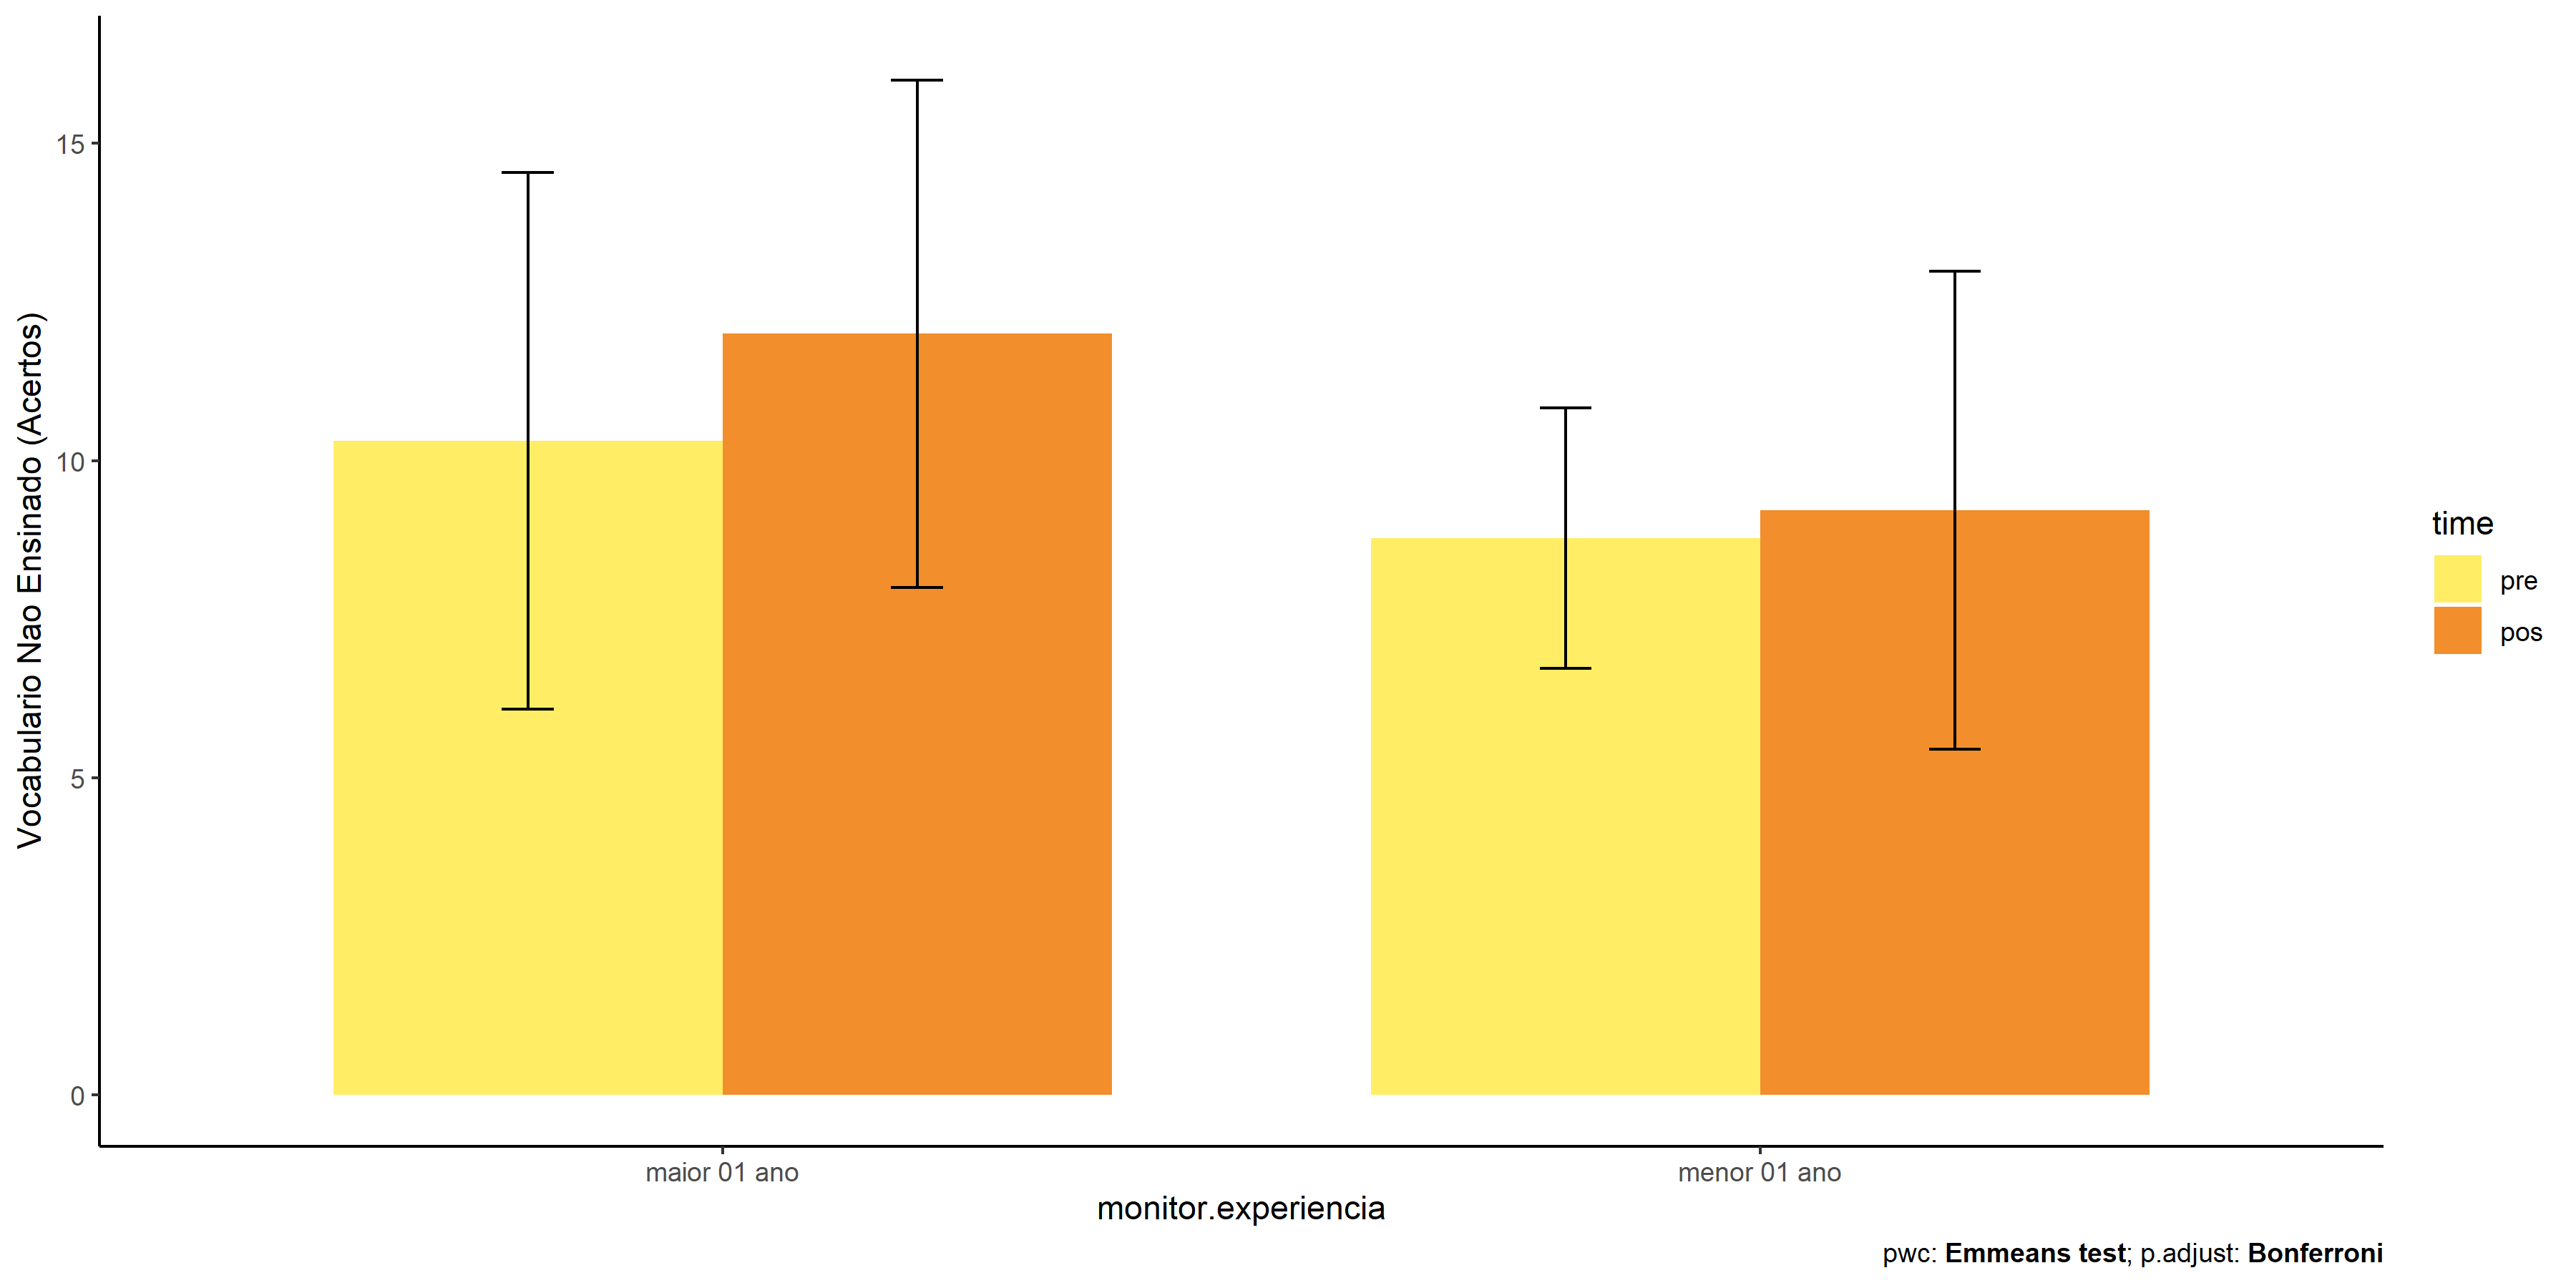 Vocabulario Nao Ensinado (Acertos)
15
10
5
0
maior 01 ano
menor 01 ano
monitor.experiencia
time
pre
pos
pwc: Emmeans test; p.adjust: Bonferroni